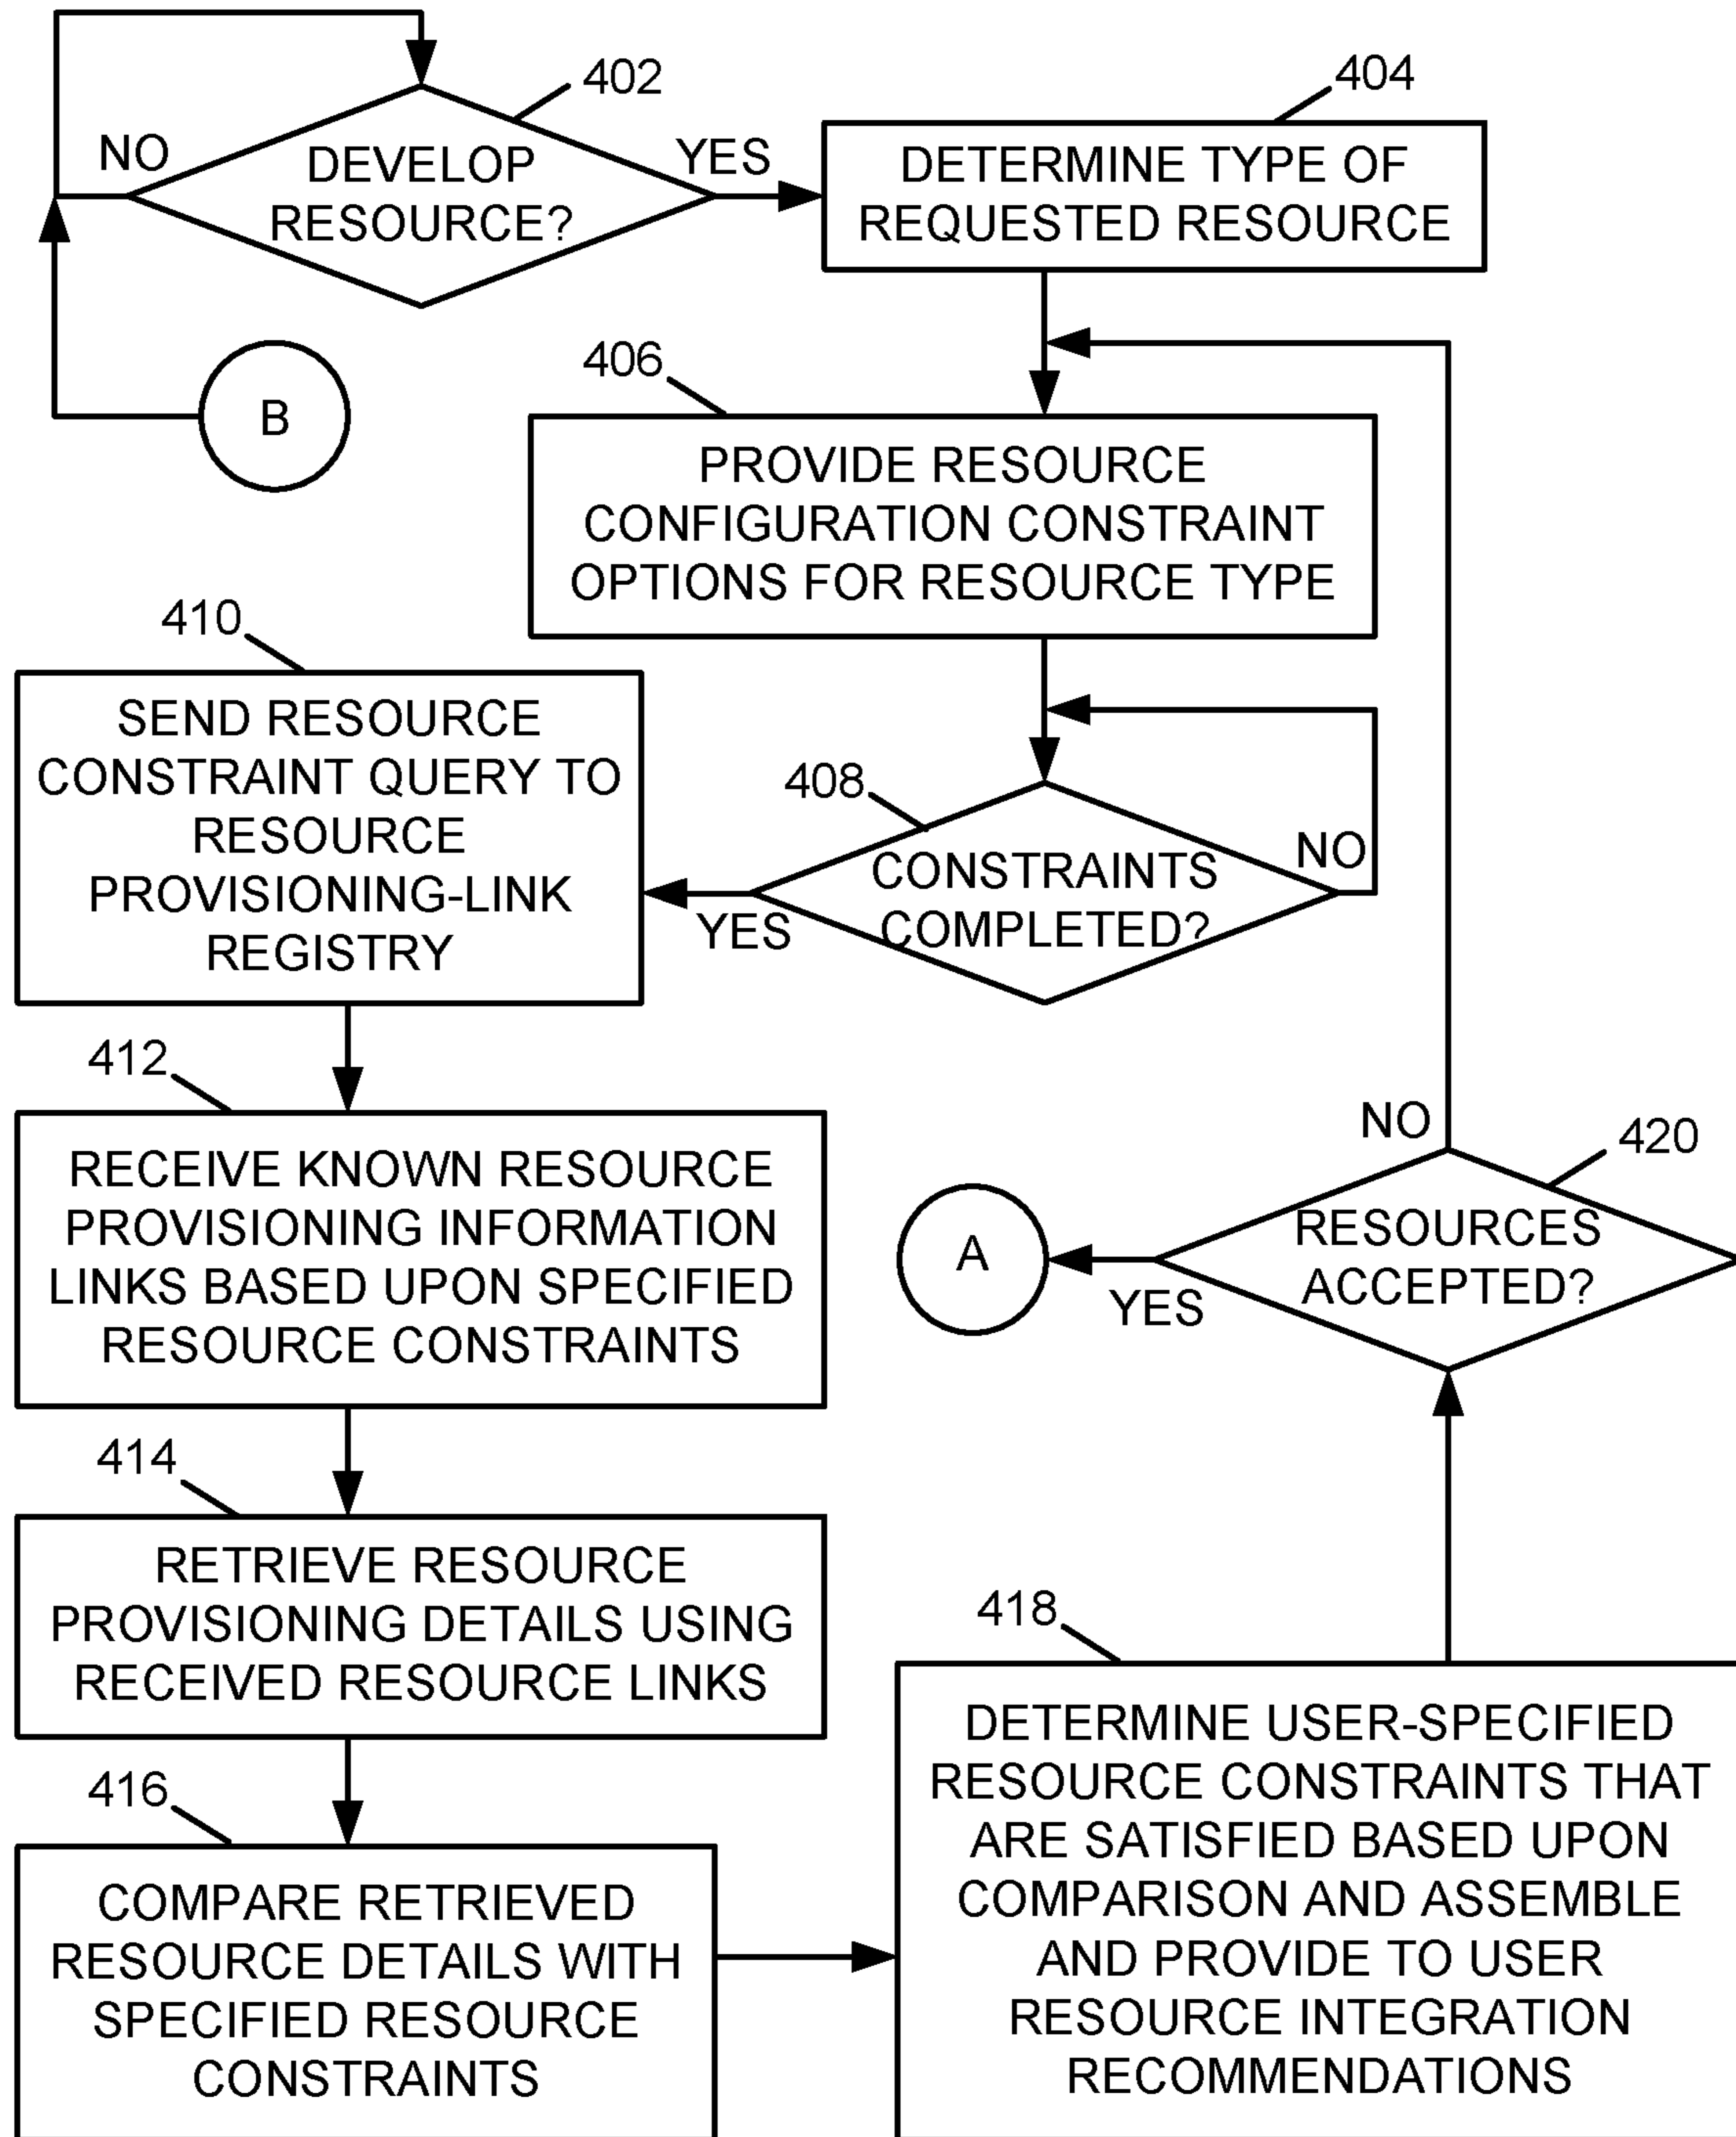 402
NO
DEVELOP
RESOURCE?
YES
404
DETERMINE TYPE OF
REQUESTED RESOURCE
B
406
PROVIDE RESOURCE
CONFIGURATION CONSTRAINT
OPTIONS FOR RESOURCE TYPE
408
CONSTRAINTS
COMPLETED?
NO
YES
410
SEND RESOURCE
CONSTRAINT QUERY TO
RESOURCE
PROVISIONING-LINK
REGISTRY
412
RECEIVE KNOWN RESOURCE
PROVISIONING INFORMATION
LINKS BASED UPON SPECIFIED
RESOURCE CONSTRAINTS
414
RETRIEVE RESOURCE
PROVISIONING DETAILS USING
RECEIVED RESOURCE LINKS
416
COMPARE RETRIEVED
RESOURCE DETAILS WITH
SPECIFIED RESOURCE
CONSTRAINTS
418
DETERMINE USER-SPECIFIED
RESOURCE CONSTRAINTS THAT
ARE SATISFIED BASED UPON
COMPARISON AND ASSEMBLE
AND PROVIDE TO USER
RESOURCE INTEGRATION
RECOMMENDATIONS
420
NO
RESOURCES
ACCEPTED?
YES
A